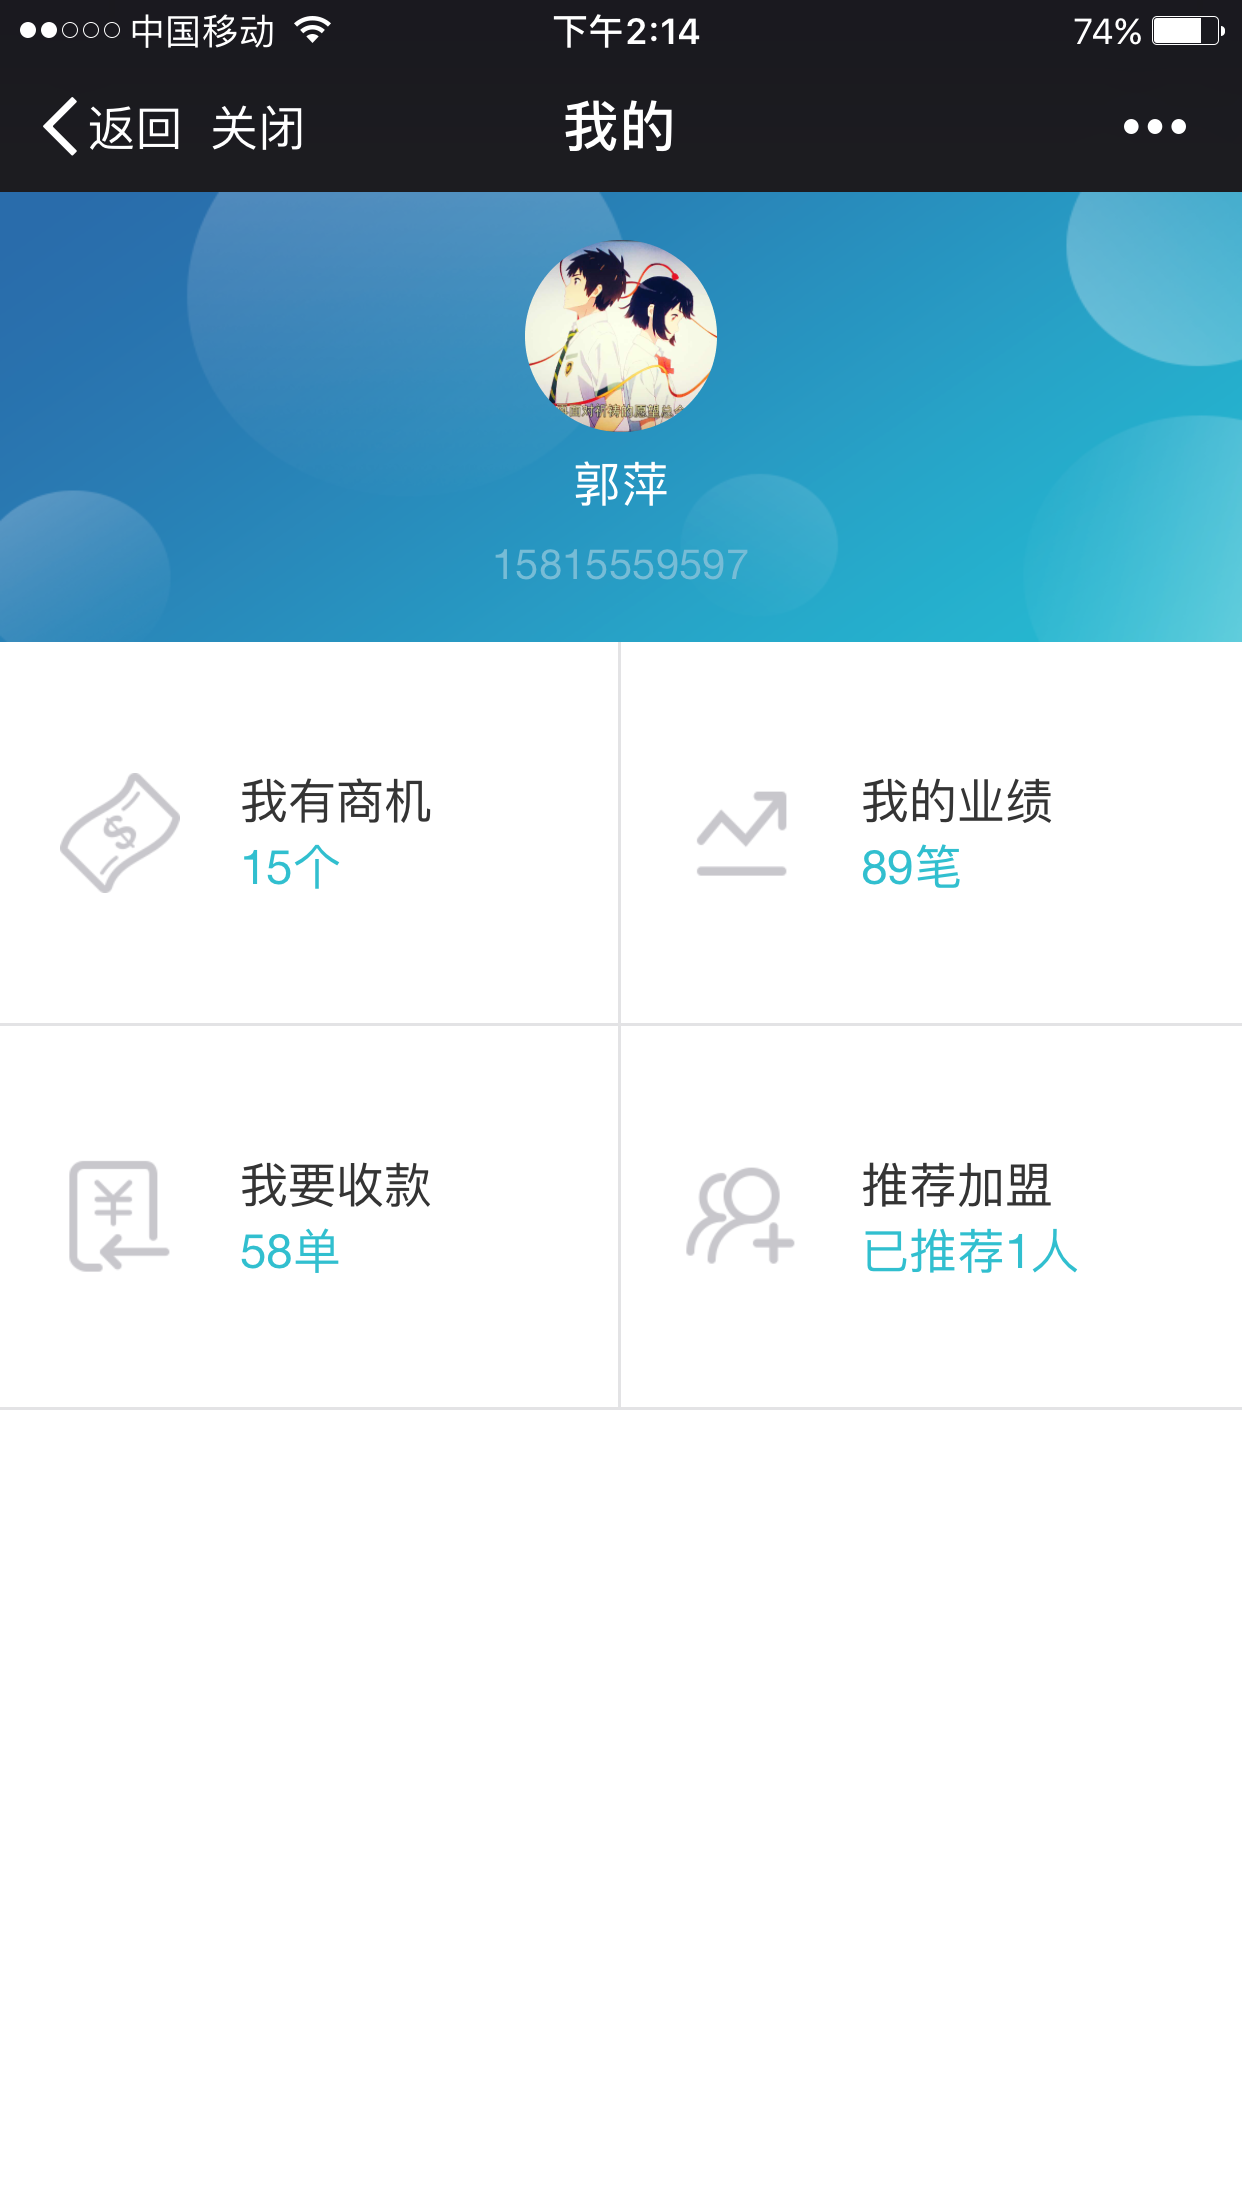 中国移动 下午2:14 74%
返回 关闭 我的
郭萍
15815559597
我有商机
15个
我的业绩
89笔
我要收款
58单
推荐加盟
已推荐1人